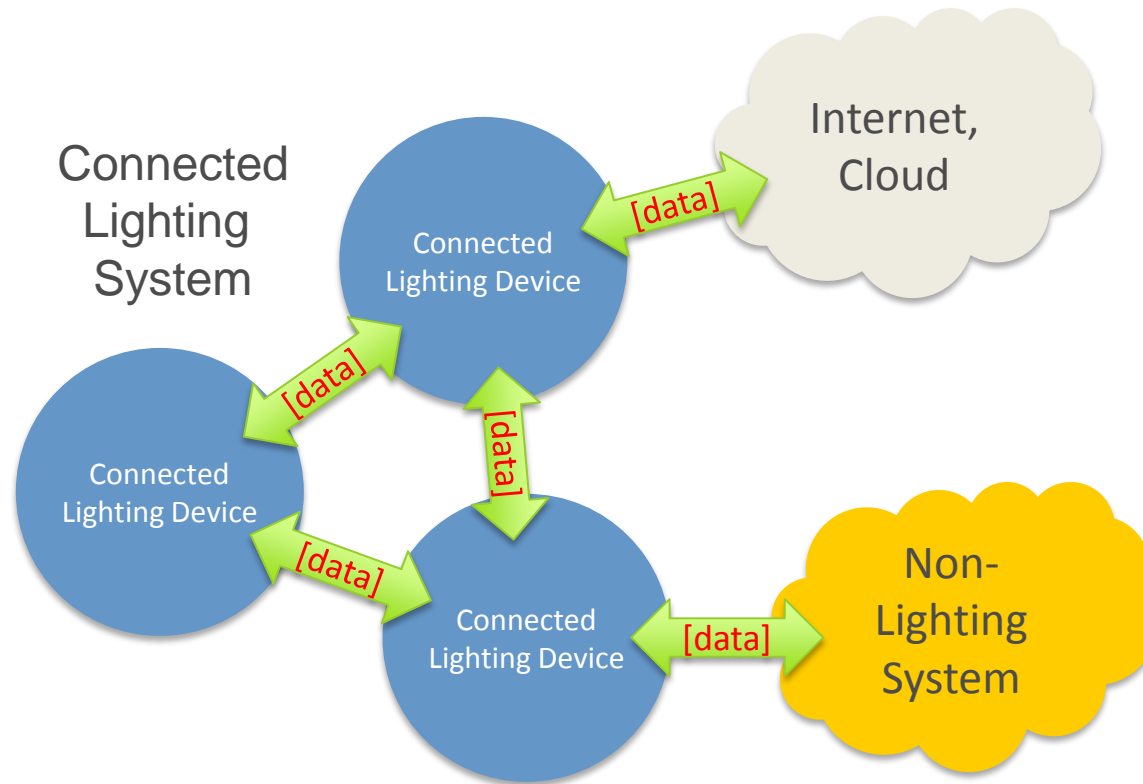 Connected
Lighting
System
Connected
Lighting Device
[data]
Internet,
Cloud
[data]
[data]
Connected
Lighting Device
[data]
Connected
Lighting Device
[data]
Non-
Lighting
System